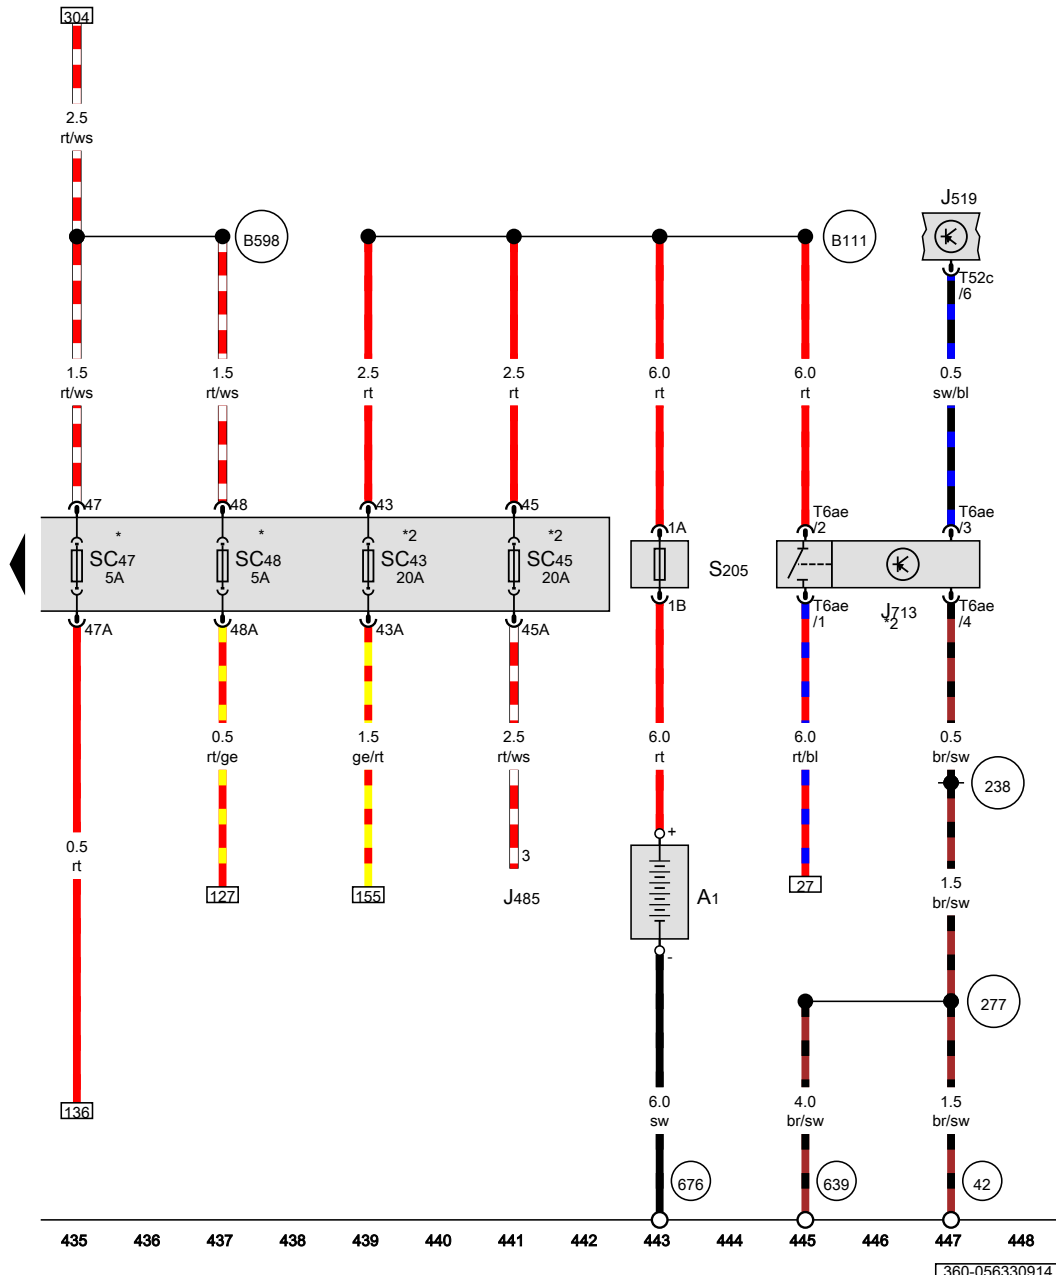 304
2.5
rt/ws
B598
B111
J519
T52c
/6
1.5
rt/ws
1.5
rt/ws
2.5
rt
2.5
rt
6.0
rt
6.0
rt
0.5
sw/bl
47
48
43
45
1A
T6ae
/2
T6ae
/3
*
SC47
5A
*
SC48
5A
*2
SC43
20A
*2
SC45
20A
S205
47A
48A
43A
45A
1B
T6ae
/1
J713
*2
T6ae
/4
0.5
rt/ge
1.5
ge/rt
2.5
rt/ws
6.0
rt
6.0
rt/bl
0.5
br/sw
238
0.5
rt
+
3
127
155
J485
A1
27
1.5
br/sw
-
277
136
6.0
sw
4.0
br/sw
1.5
br/sw
676
639
42
435 436 437 438 439 440 441 442 443 444 445 446 447 448
360-056330914